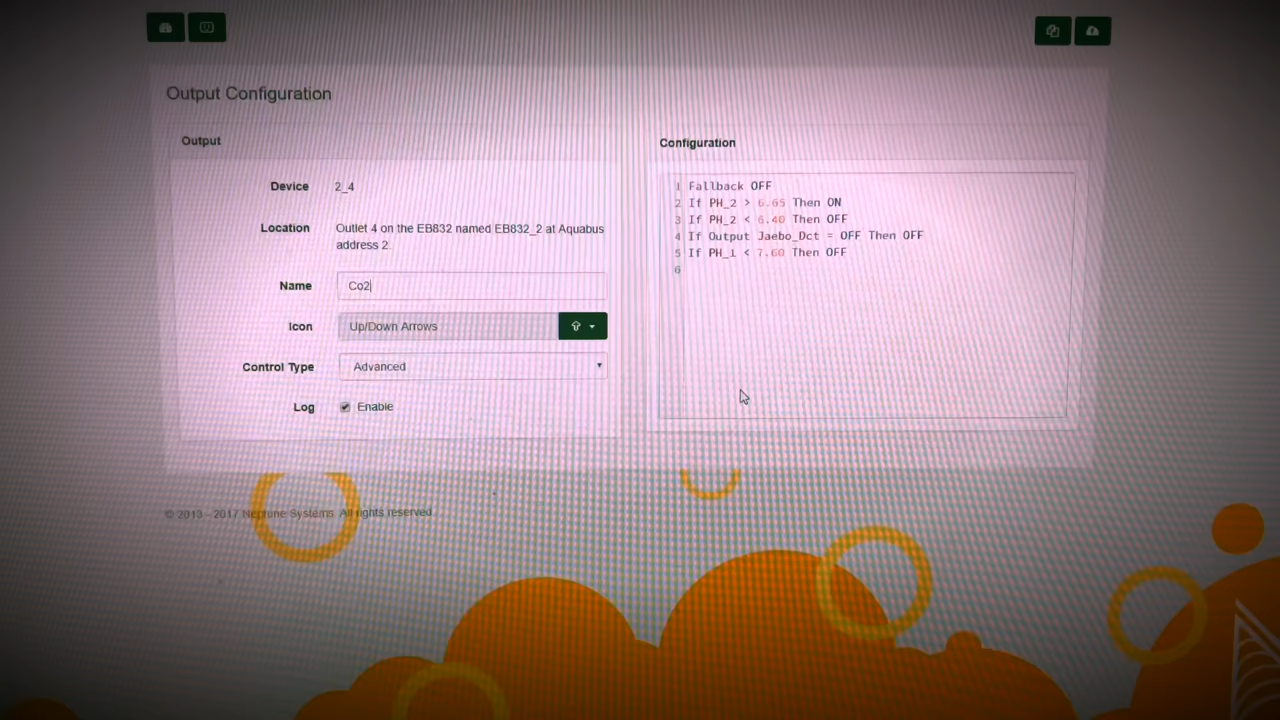 Output Configuration
Output
Device 2_4
Location Outlet 4 on the EB832 named EB832_2 at Aquabus
address 2
Name Co2
Icon Up/Down Arrows
Control Type Advanced
Log Enable
Configuration
1 Fallback OFF
2 If PH_2 > 6.65 Then ON
3 If PH_2 < 6.40 Then OFF
4 If Output Jaebo_Dct = OFF Then OFF
5 If PH_1 < 7.60 Then OFF
6
© 2013 - 2017 Neptune Systems. All rights reserved.